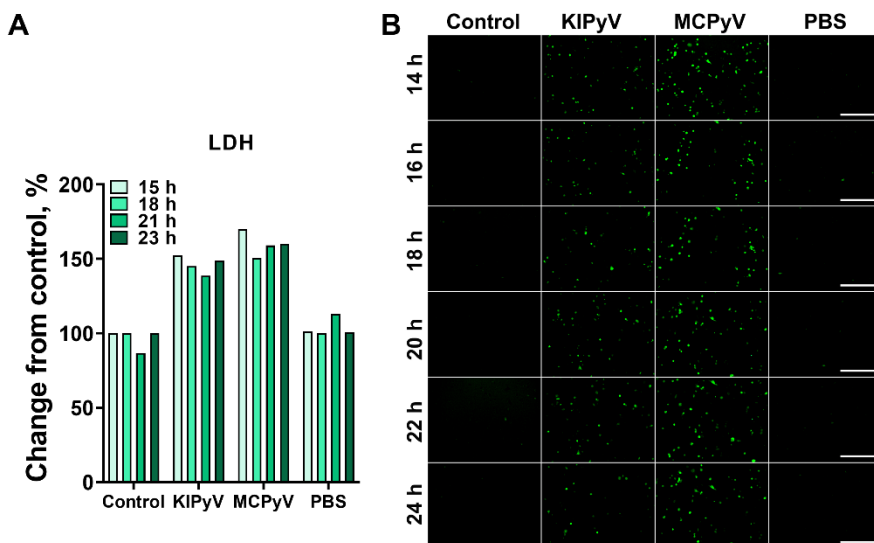 A
LDH
Change from control, %
200
150
100
50
0
15 h
18 h
21 h
23 h
Control KIPyV MCPyV PBS
B
Control KIPyV MCPyV PBS
14 h
16 h
18 h
20 h
22 h
24 h